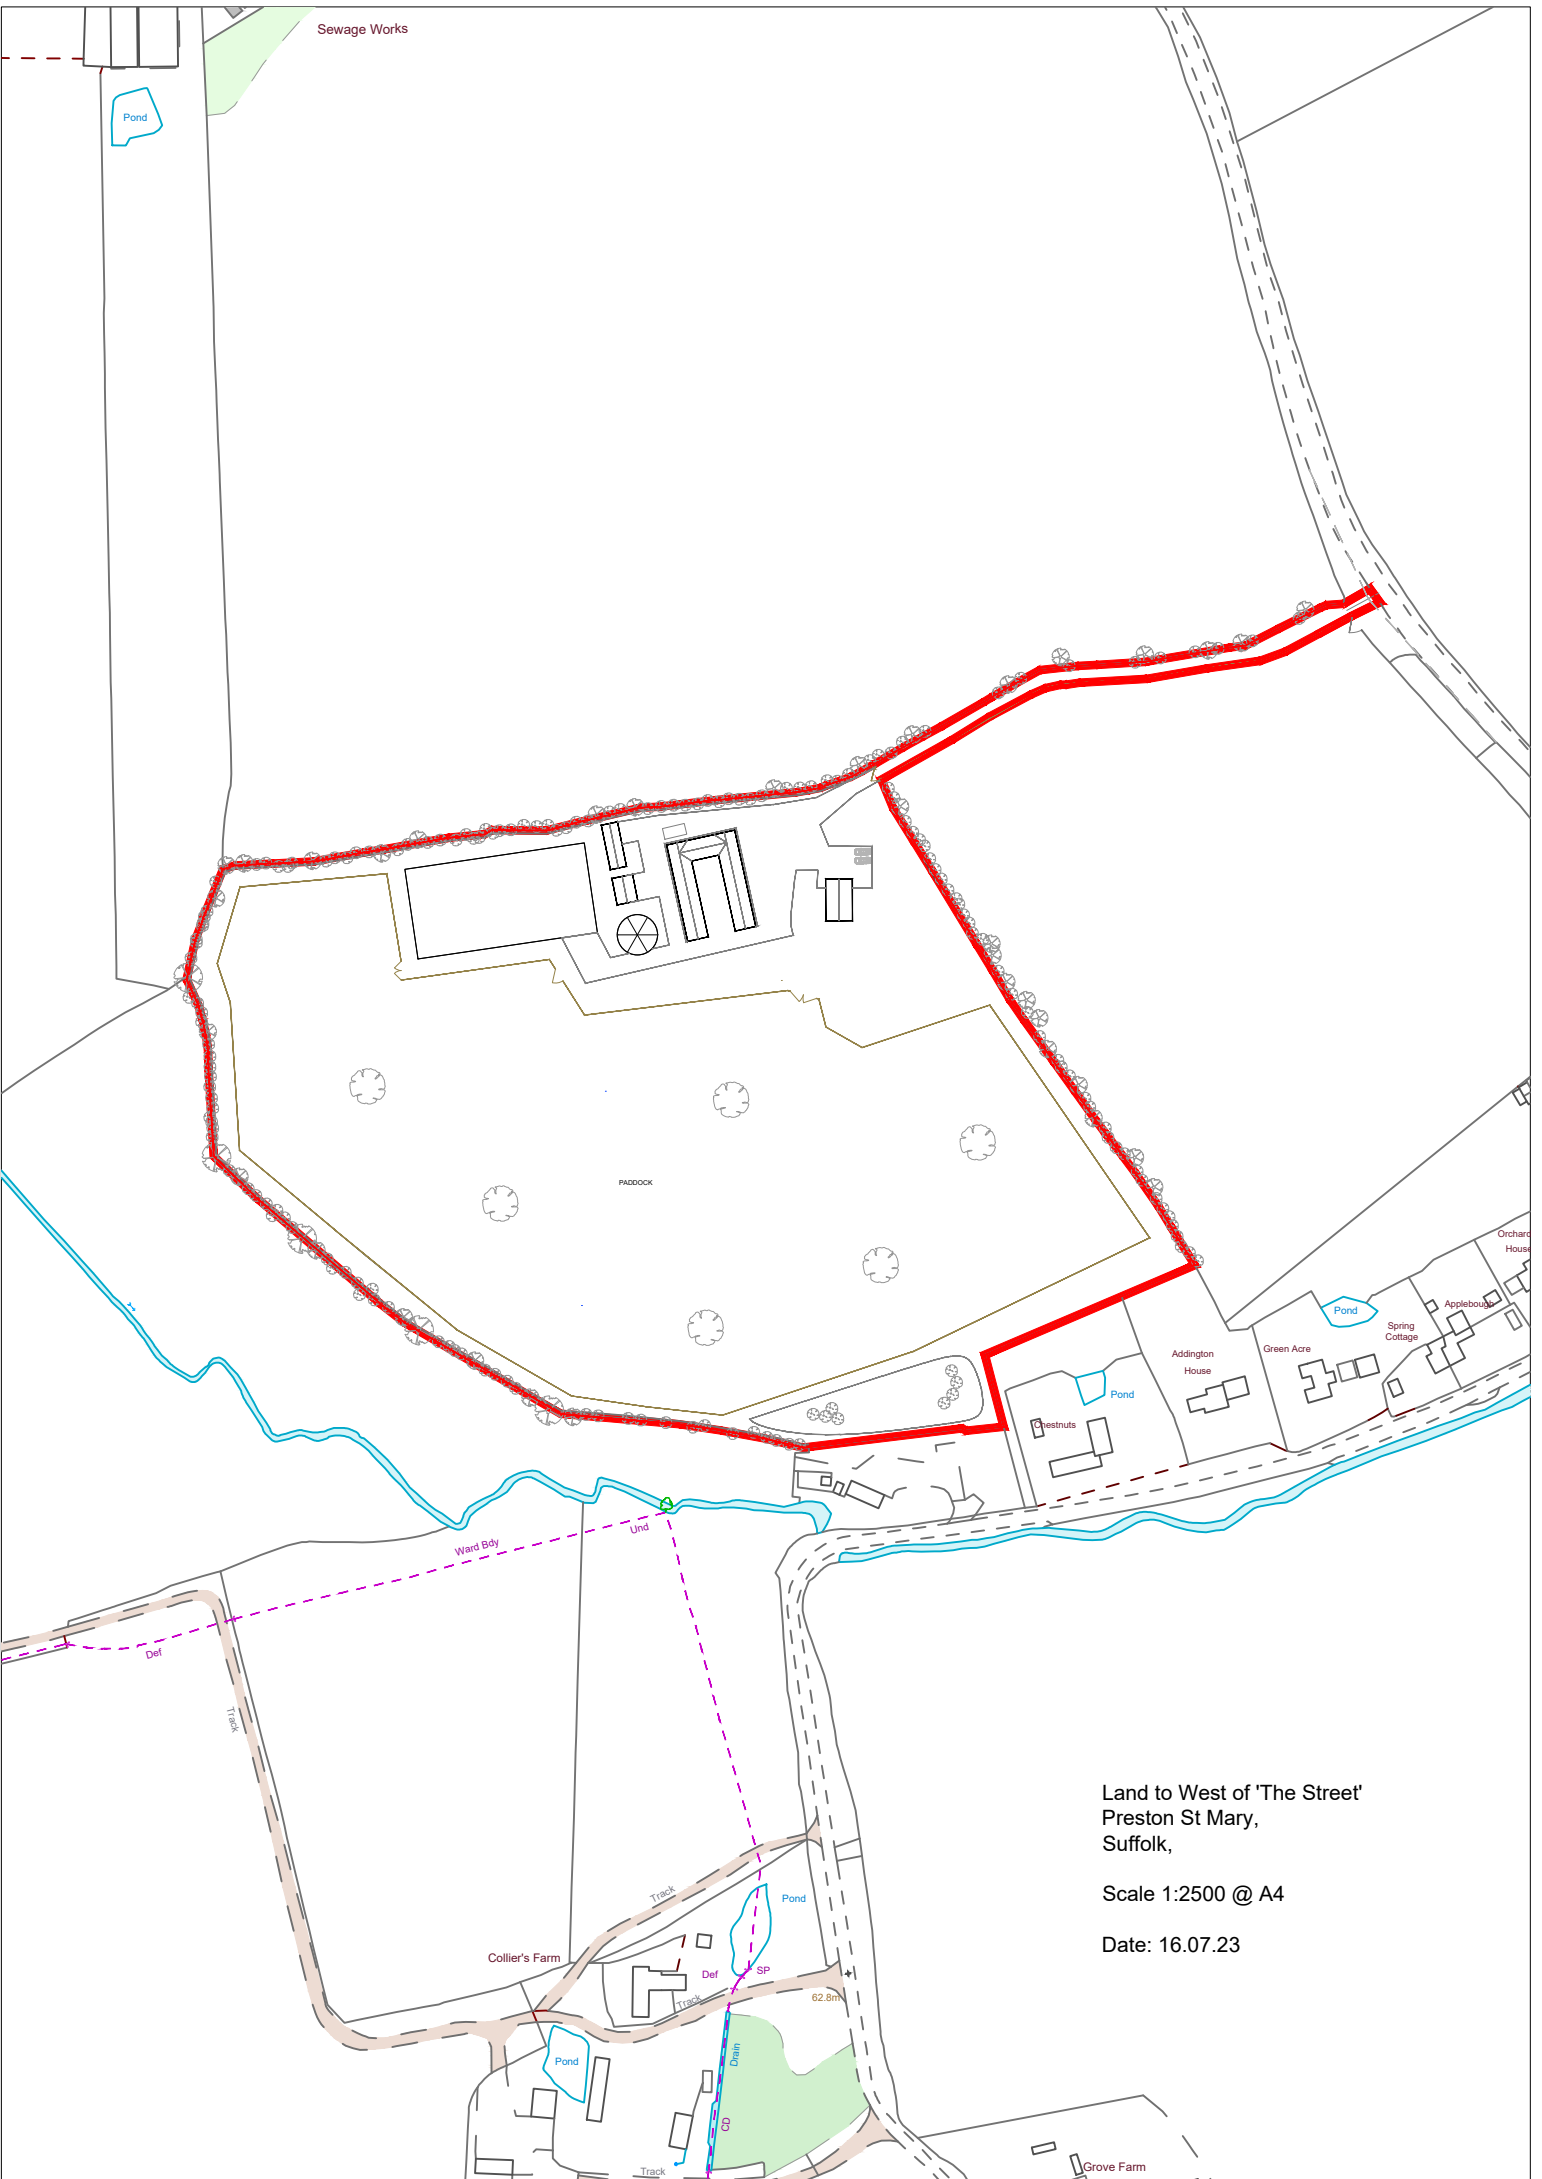 Sewage Works
Pond
PADDOCK
Orchard
House
Applebough
Pond
Spring
Cottage
Green Acre
Addington
House
Pond
Chestnuts
Und
Ward Bdy
Def
Track
Land to West of 'The Street'
Preston St Mary,
Suffolk,
Scale 1:2500 @ A4
Date: 16.07.23
Track
Pond
Collier's Farm
Def
SP
Track
62.8m
Drain
Pond
CD
Track
Grove Farm